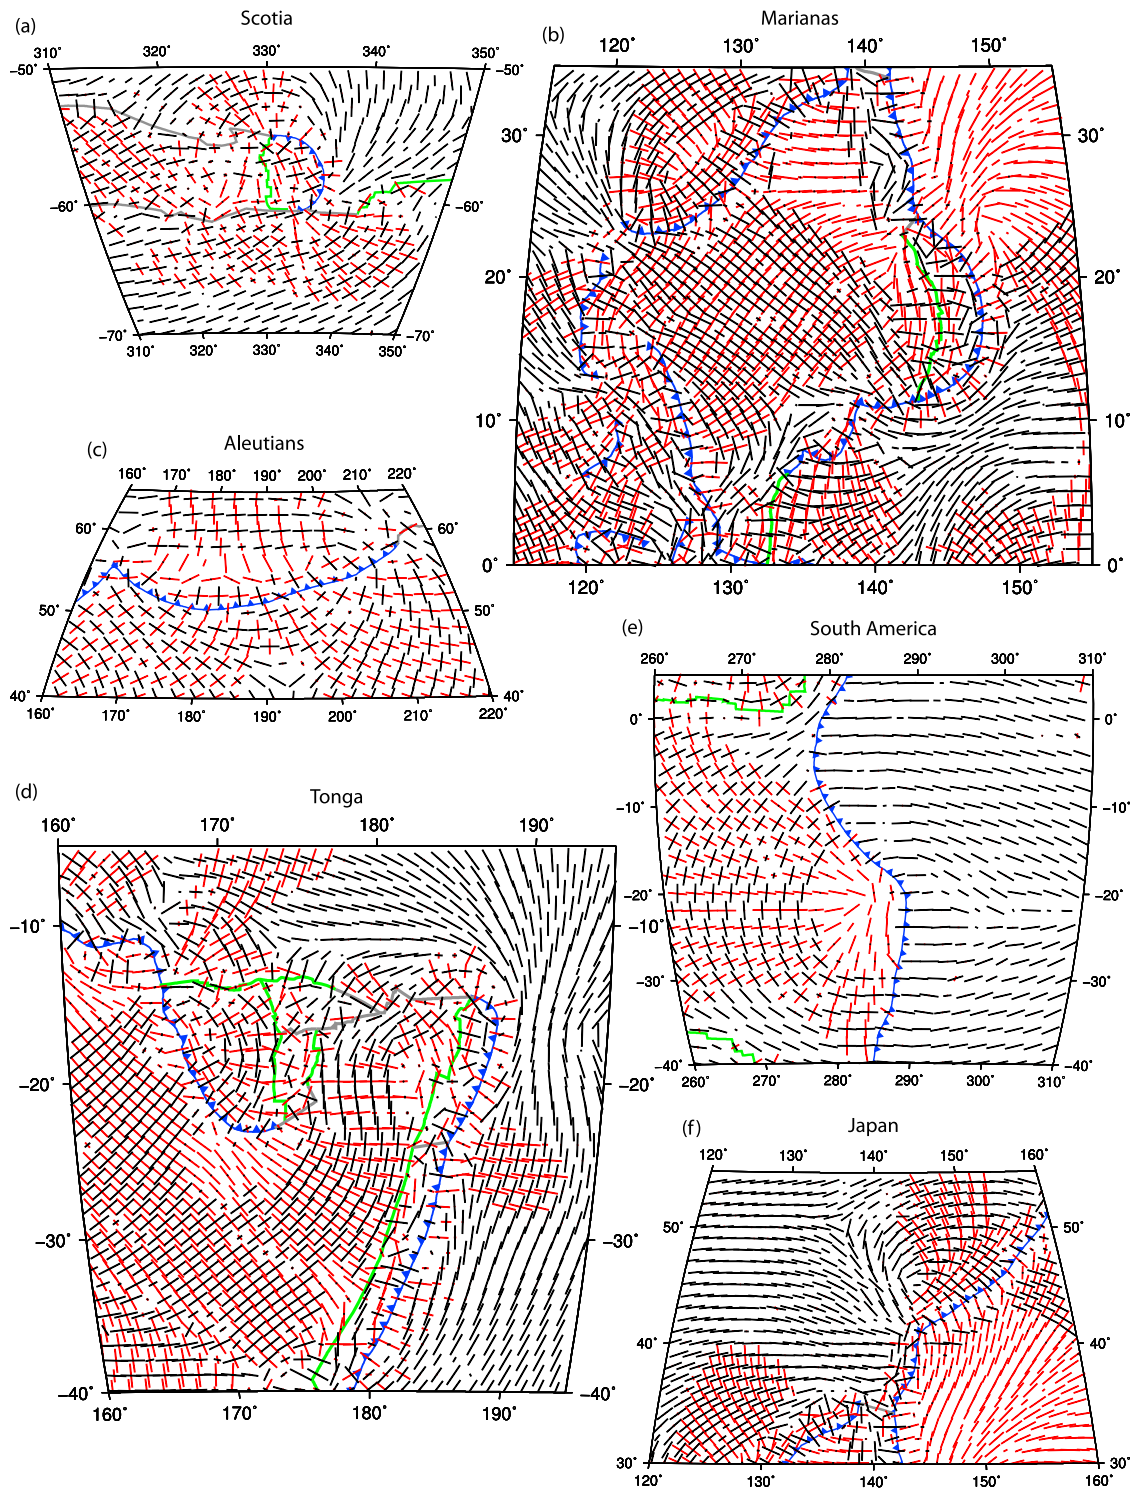 (a) Scotia
310° 320° 330° 340° 350°
−50° −50°
−60° −60°
−70° −70°
310° 320° 330° 340° 350°
(b) Marianas
120° 130° 140° 150°
30° 30°
20° 20°
10° 10°
0° 0°
120° 130° 140° 150°
(c) Aleutians
160° 170° 180° 190° 200° 210° 220°
60° 60°
50° 50°
40° 40°
160° 170° 180° 190° 200° 210° 220°
(d) Tonga
160° 170° 180° 190°
−10° −10°
−20° −20°
−30° −30°
−40° −40°
160° 170° 180° 190°
(e) South America
260° 270° 280° 290° 300° 310°
0° 0°
−10° −10°
−20° −20°
−30° −30°
−40° −40°
260° 270° 280° 290° 300° 310°
(f) Japan
120° 130° 140° 150° 160°
50° 50°
40° 40°
30° 30°
120° 130° 140° 150° 160°